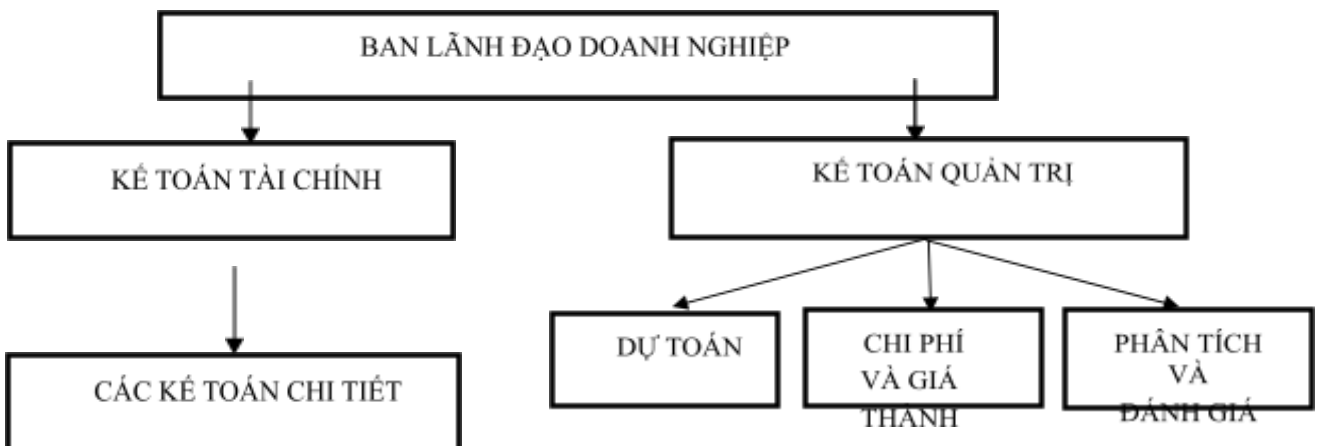 BAN LÃNH ĐẠO DOANH NGHIỆP
KẾ TOÁN TÀI CHÍNH
KẾ TOÁN QUẢN TRỊ
DỰ TOÁN
CHI PHÍ
VÀ GIÁ
THÀNH
PHÂN TÍCH
VÀ
ĐÁNH GIÁ
CÁC KẾ TOÁN CHI TIẾT